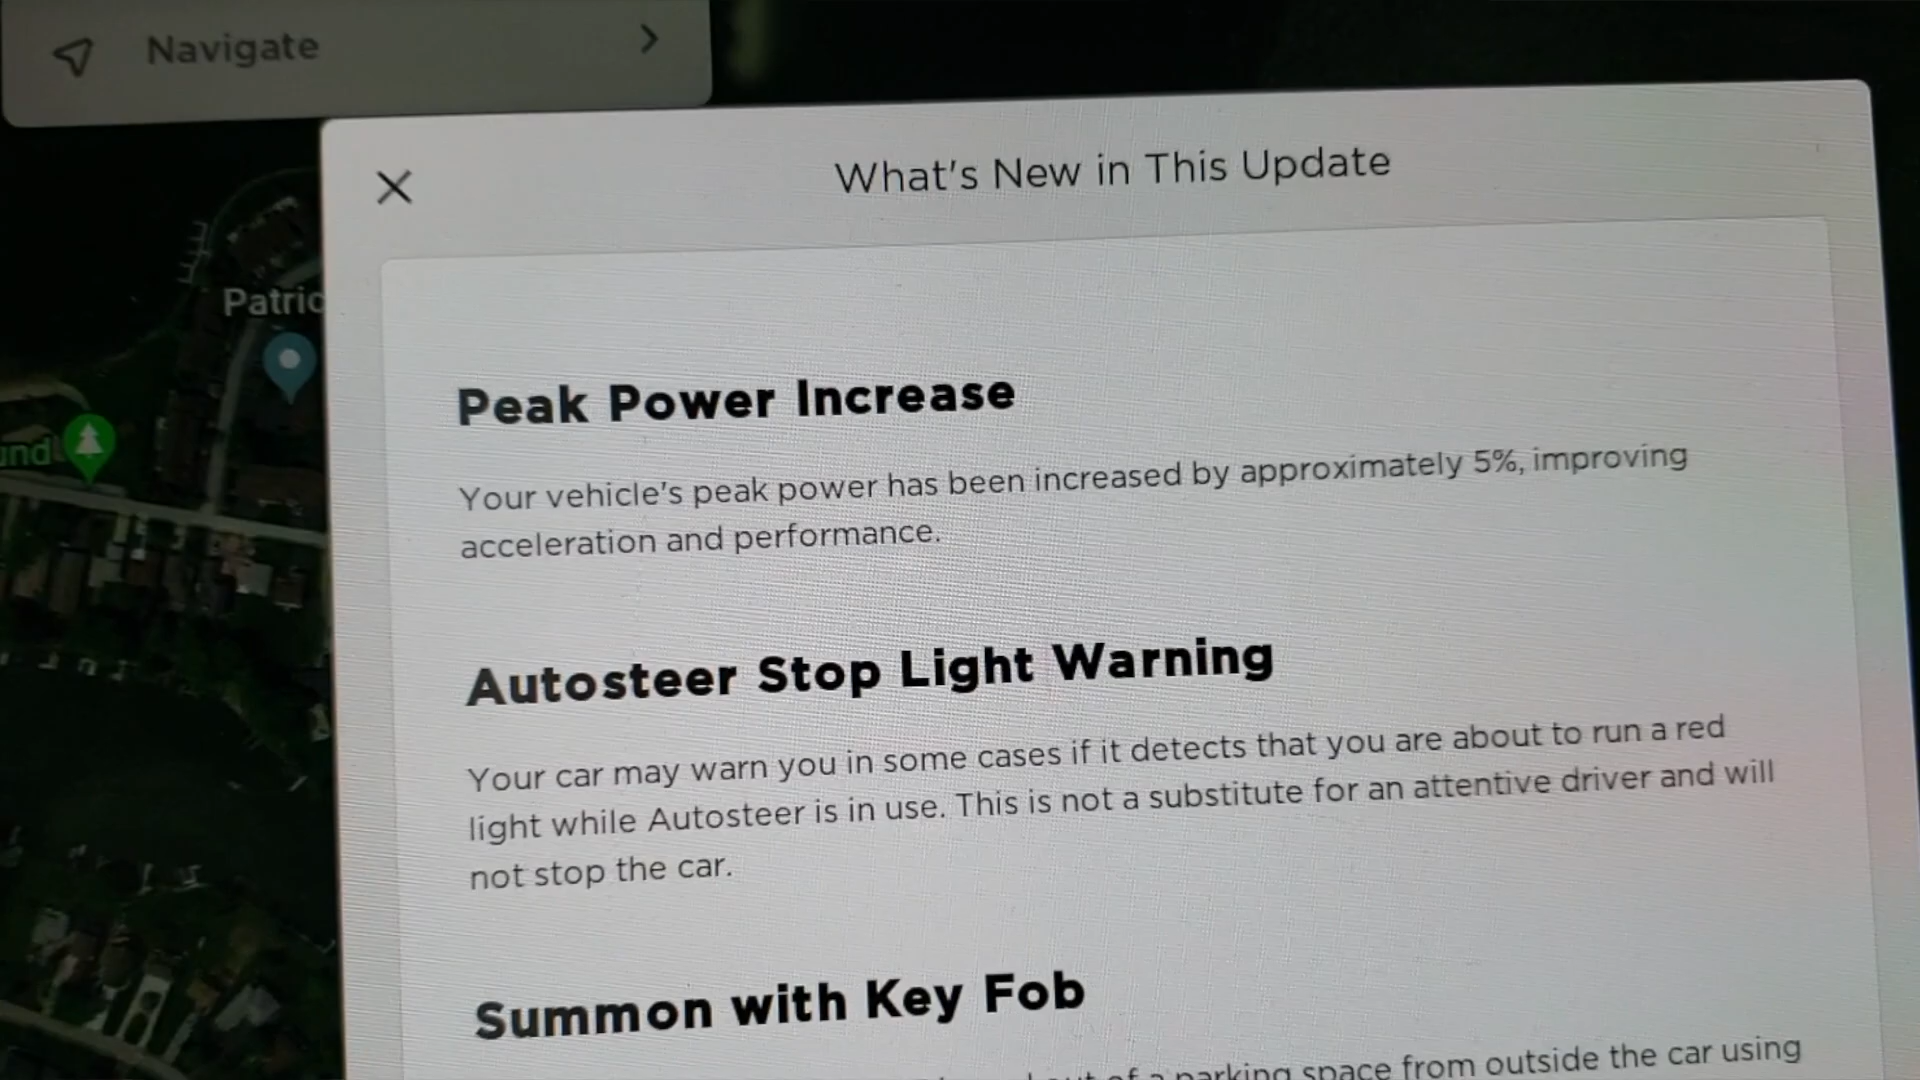 Navigate
What's New in This Update
Patric
und
Peak Power Increase
Your vehicle's peak power has been increased by approximately 5%, improving
acceleration and performance.
Autosteer Stop Light Warning
Your car may warn you in some cases if it detects that you are about to run a red
light while Autosteer is in use. This is not a substitute for an attentive driver and will
not stop the car.
Summon with Key Fob
out of a parking space from outside the car using